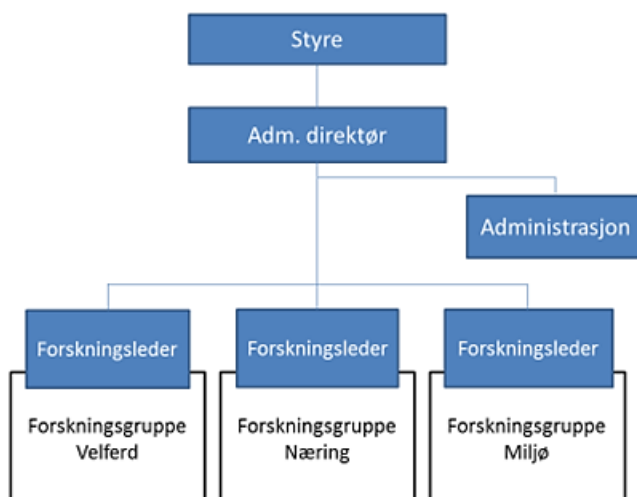 Styre
Adm. direktør
Administrasjon
Forskningsleder
Forskningsleder
Forskningsleder
Forskningsgruppe
Velferd
Forskningsgruppe
Næring
Forskningsgruppe
Miljø